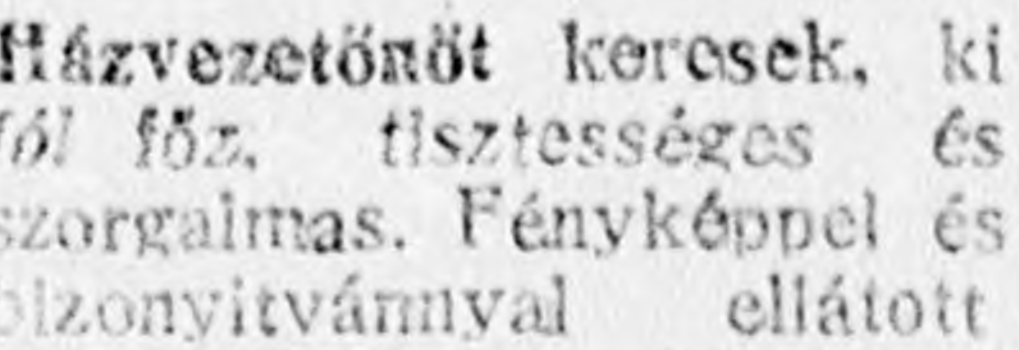 Házvezetőnőt keresek, ki
jól főz, tisztességes és
szorgalmas. Fényképpel és
bizonyitvánnyal ellátott